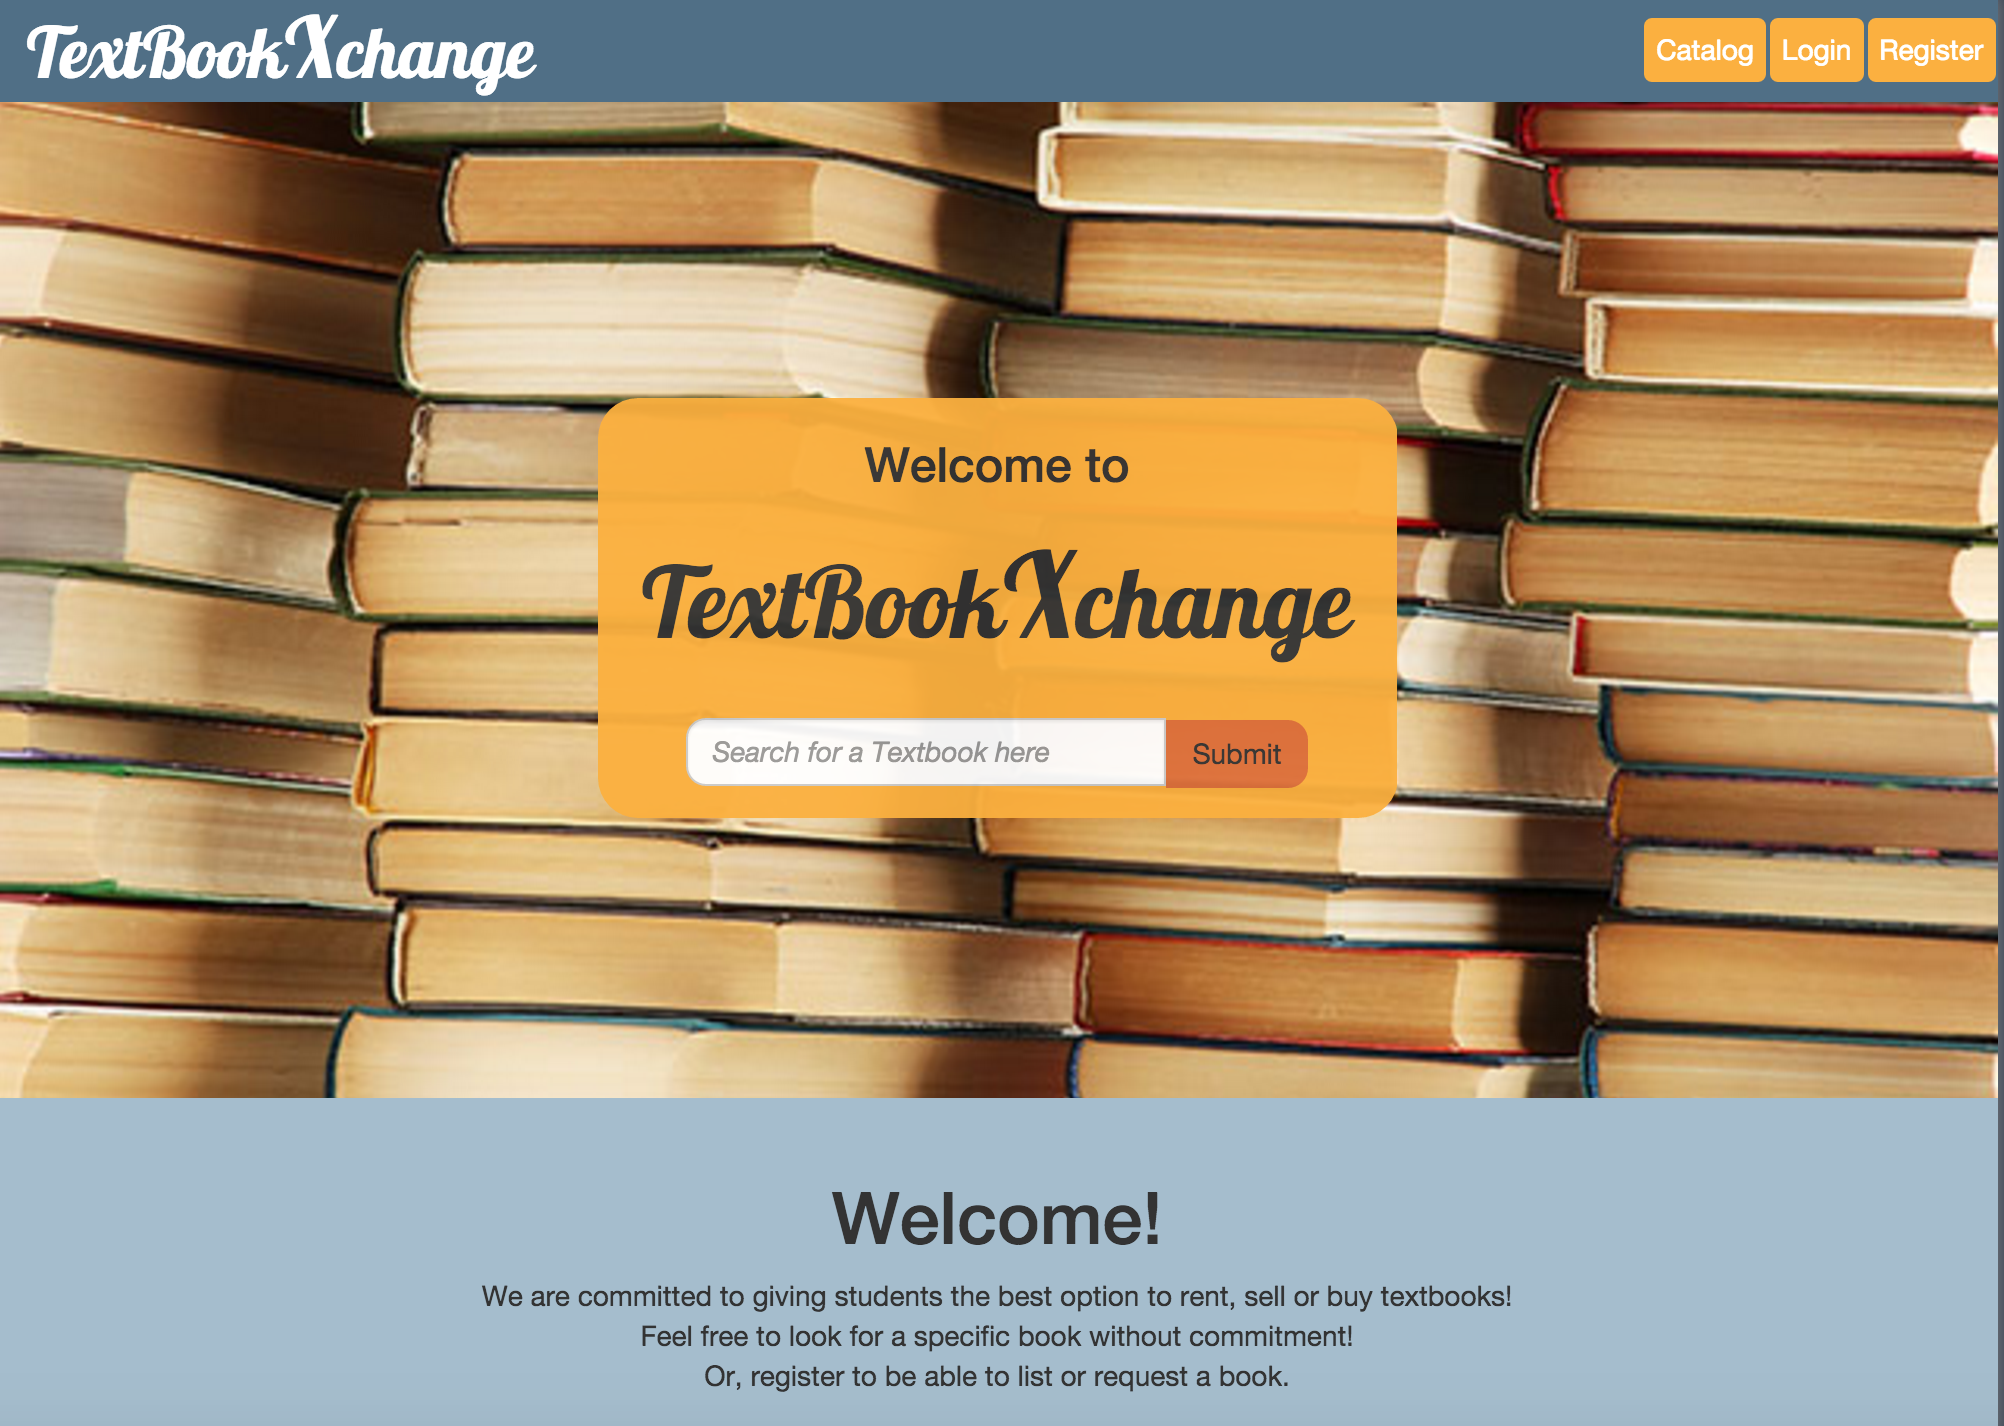 TextBookXchange
Catalog Login Register
Welcome to
TextBookXchange
Search for a Textbook here
Submit
Welcome!
We are committed to giving students the best option to rent, sell or buy textbooks!
Feel free to look for a specific book without commitment!
Or, register to be able to list or request a book.